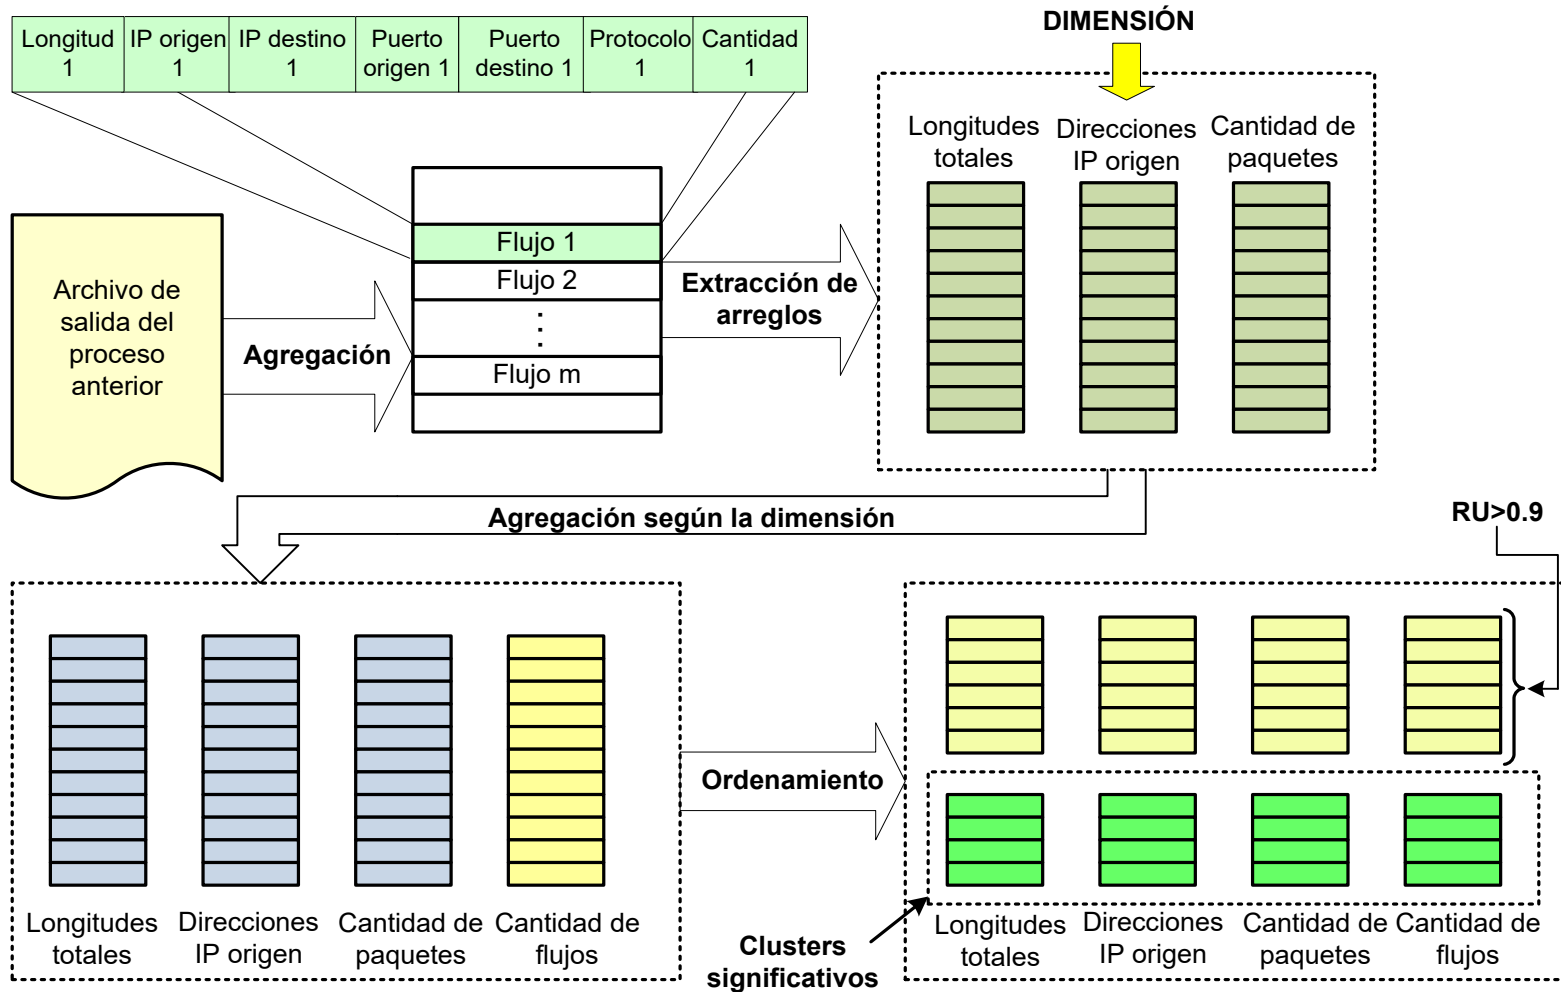 DIMENSIÓN
Longitud
1
IP origen
1
IP destino
1
Puerto
origen 1
Puerto
destino 1
Protocolo
1
Cantidad
1
Longitudes
totales
Direcciones
IP origen
Cantidad de
paquetes
Archivo de
salida del
proceso
anterior
Agregación
Flujo 1
Flujo 2
⋮
Flujo m
Extracción de
arreglos
Agregación según la dimensión
RU>0.9
Ordenamiento
Longitudes
totales
Direcciones
IP origen
Cantidad de
paquetes
Cantidad de
flujos
Clusters
significativos
Longitudes
totales
Direcciones
IP origen
Cantidad de
paquetes
Cantidad de
flujos